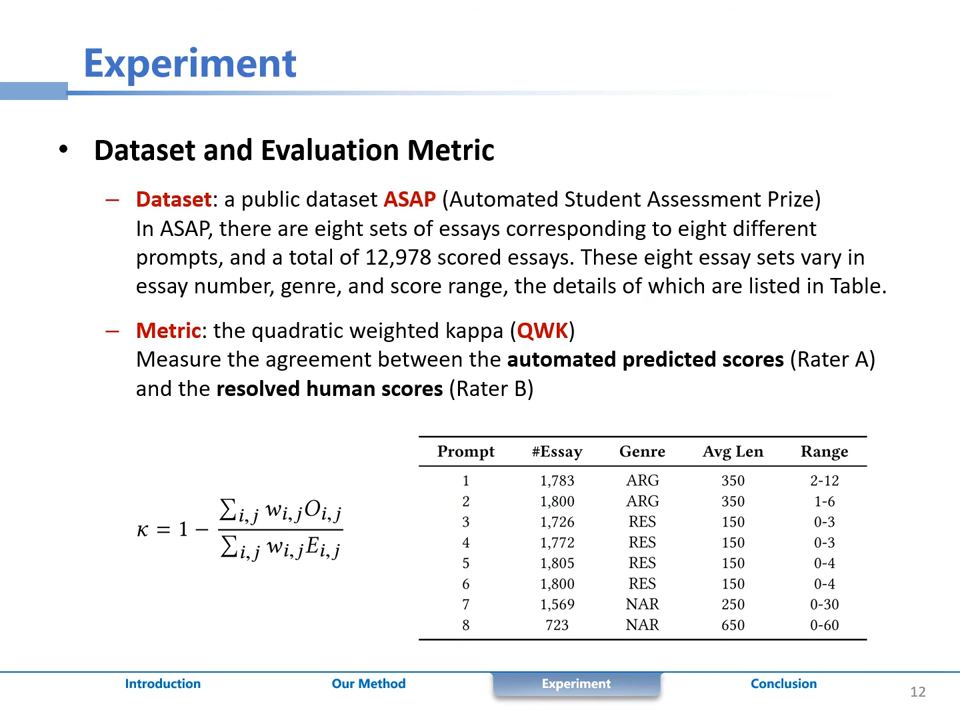 Experiment
• Dataset and Evaluation Metric
– Dataset: a public dataset ASAP (Automated Student Assessment Prize)
In ASAP, there are eight sets of essays corresponding to eight different
prompts, and a total of 12,978 scored essays. These eight essay sets vary in
essay number, genre, and score range, the details of which are listed in Table.
– Metric: the quadratic weighted kappa (QWK)
Measure the agreement between the automated predicted scores (Rater A)
and the resolved human scores (Rater B)
κ = 1 − ∑i,j wi,jOi,j / ∑i,j wi,jEi,j
Prompt #Essay Genre Avg Len Range
1 1,783 ARG 350 2-12
2 1,800 ARG 350 1-6
3 1,726 RES 150 0-3
4 1,772 RES 150 0-3
5 1,805 RES 150 0-4
6 1,800 RES 150 0-4
7 1,569 NAR 250 0-30
8 723 NAR 650 0-60
Introduction Our Method Experiment Conclusion
12